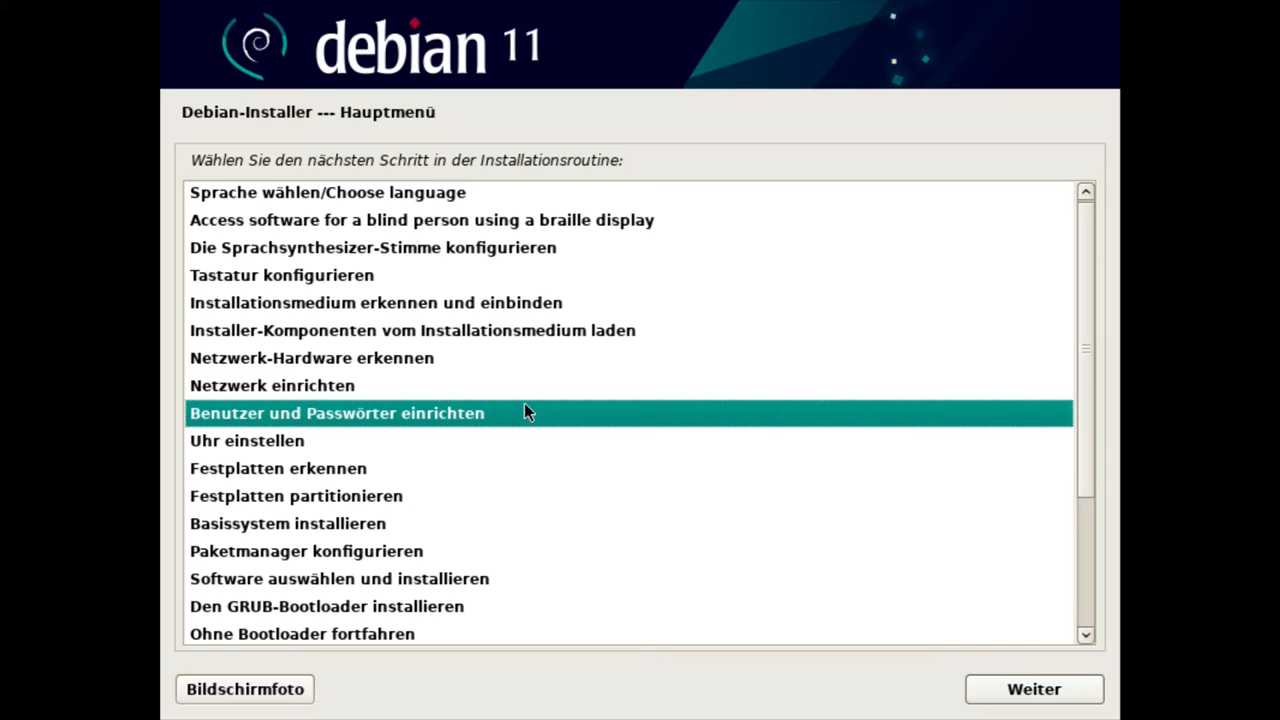 debian 11
Debian-Installer --- Hauptmenü
Wählen Sie den nächsten Schritt in der Installationsroutine:
Sprache wählen/Choose language
Access software for a blind person using a braille display
Die Sprachsynthesizer-Stimme konfigurieren
Tastatur konfigurieren
Installationsmedium erkennen und einbinden
Installer-Komponenten vom Installationsmedium laden
Netzwerk-Hardware erkennen
Netzwerk einrichten
Benutzer und Passwörter einrichten
Uhr einstellen
Festplatten erkennen
Festplatten partitionieren
Basissystem installieren
Paketmanager konfigurieren
Software auswählen und installieren
Den GRUB-Bootloader installieren
Ohne Bootloader fortfahren
Bildschirmfoto
Weiter